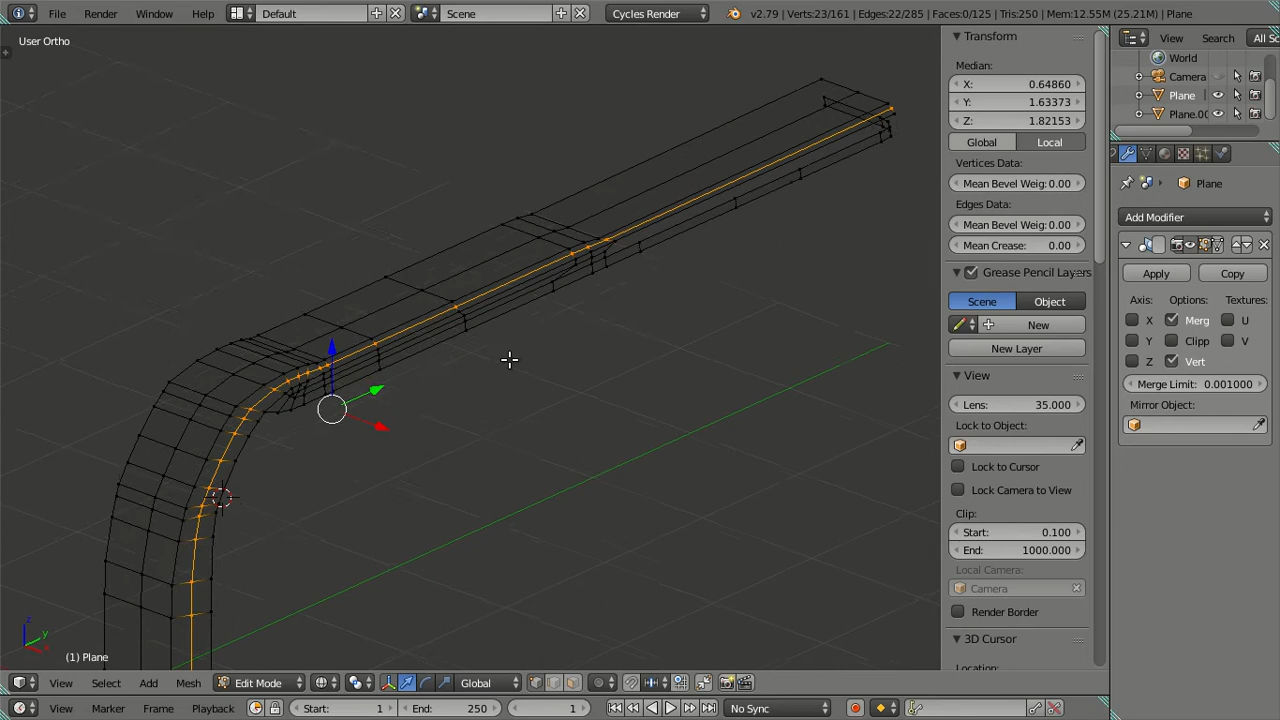 File Render Window Help Default Scene Cycles Render v2.79 | Verts:23/161 | Edges:22/285 | Faces:0/125 | Tris:250 | Mem:12.55M (25.21M) | Plane
User Ortho
Transform
Median:
X: 0.64860
Y: 1.63373
Z: 1.82153
Global Local
Vertices Data:
Mean Bevel Weig: 0.00
Edges Data:
Mean Bevel Weig: 0.00
Mean Crease: 0.00
Grease Pencil Layers
Scene Object
New
New Layer
View
Lens: 35.000
Lock to Object:
Lock to Cursor
Lock Camera to View
Clip:
Start: 0.100
End: 1000.000
Local Camera:
Camera
Render Border
3D Cursor
Location:
View Search All Sc
World
Camera
Plane
Plane.00
Plane
Add Modifier
Apply Copy
Axis: Options: Textures:
X Merg U
Y Clipp V
Z Vert
Merge Limit: 0.001000
Mirror Object:
z
y
x
(1) Plane
View Select Add Mesh Edit Mode Global
View Marker Frame Playback Start: 1 End: 250 1 No Sync